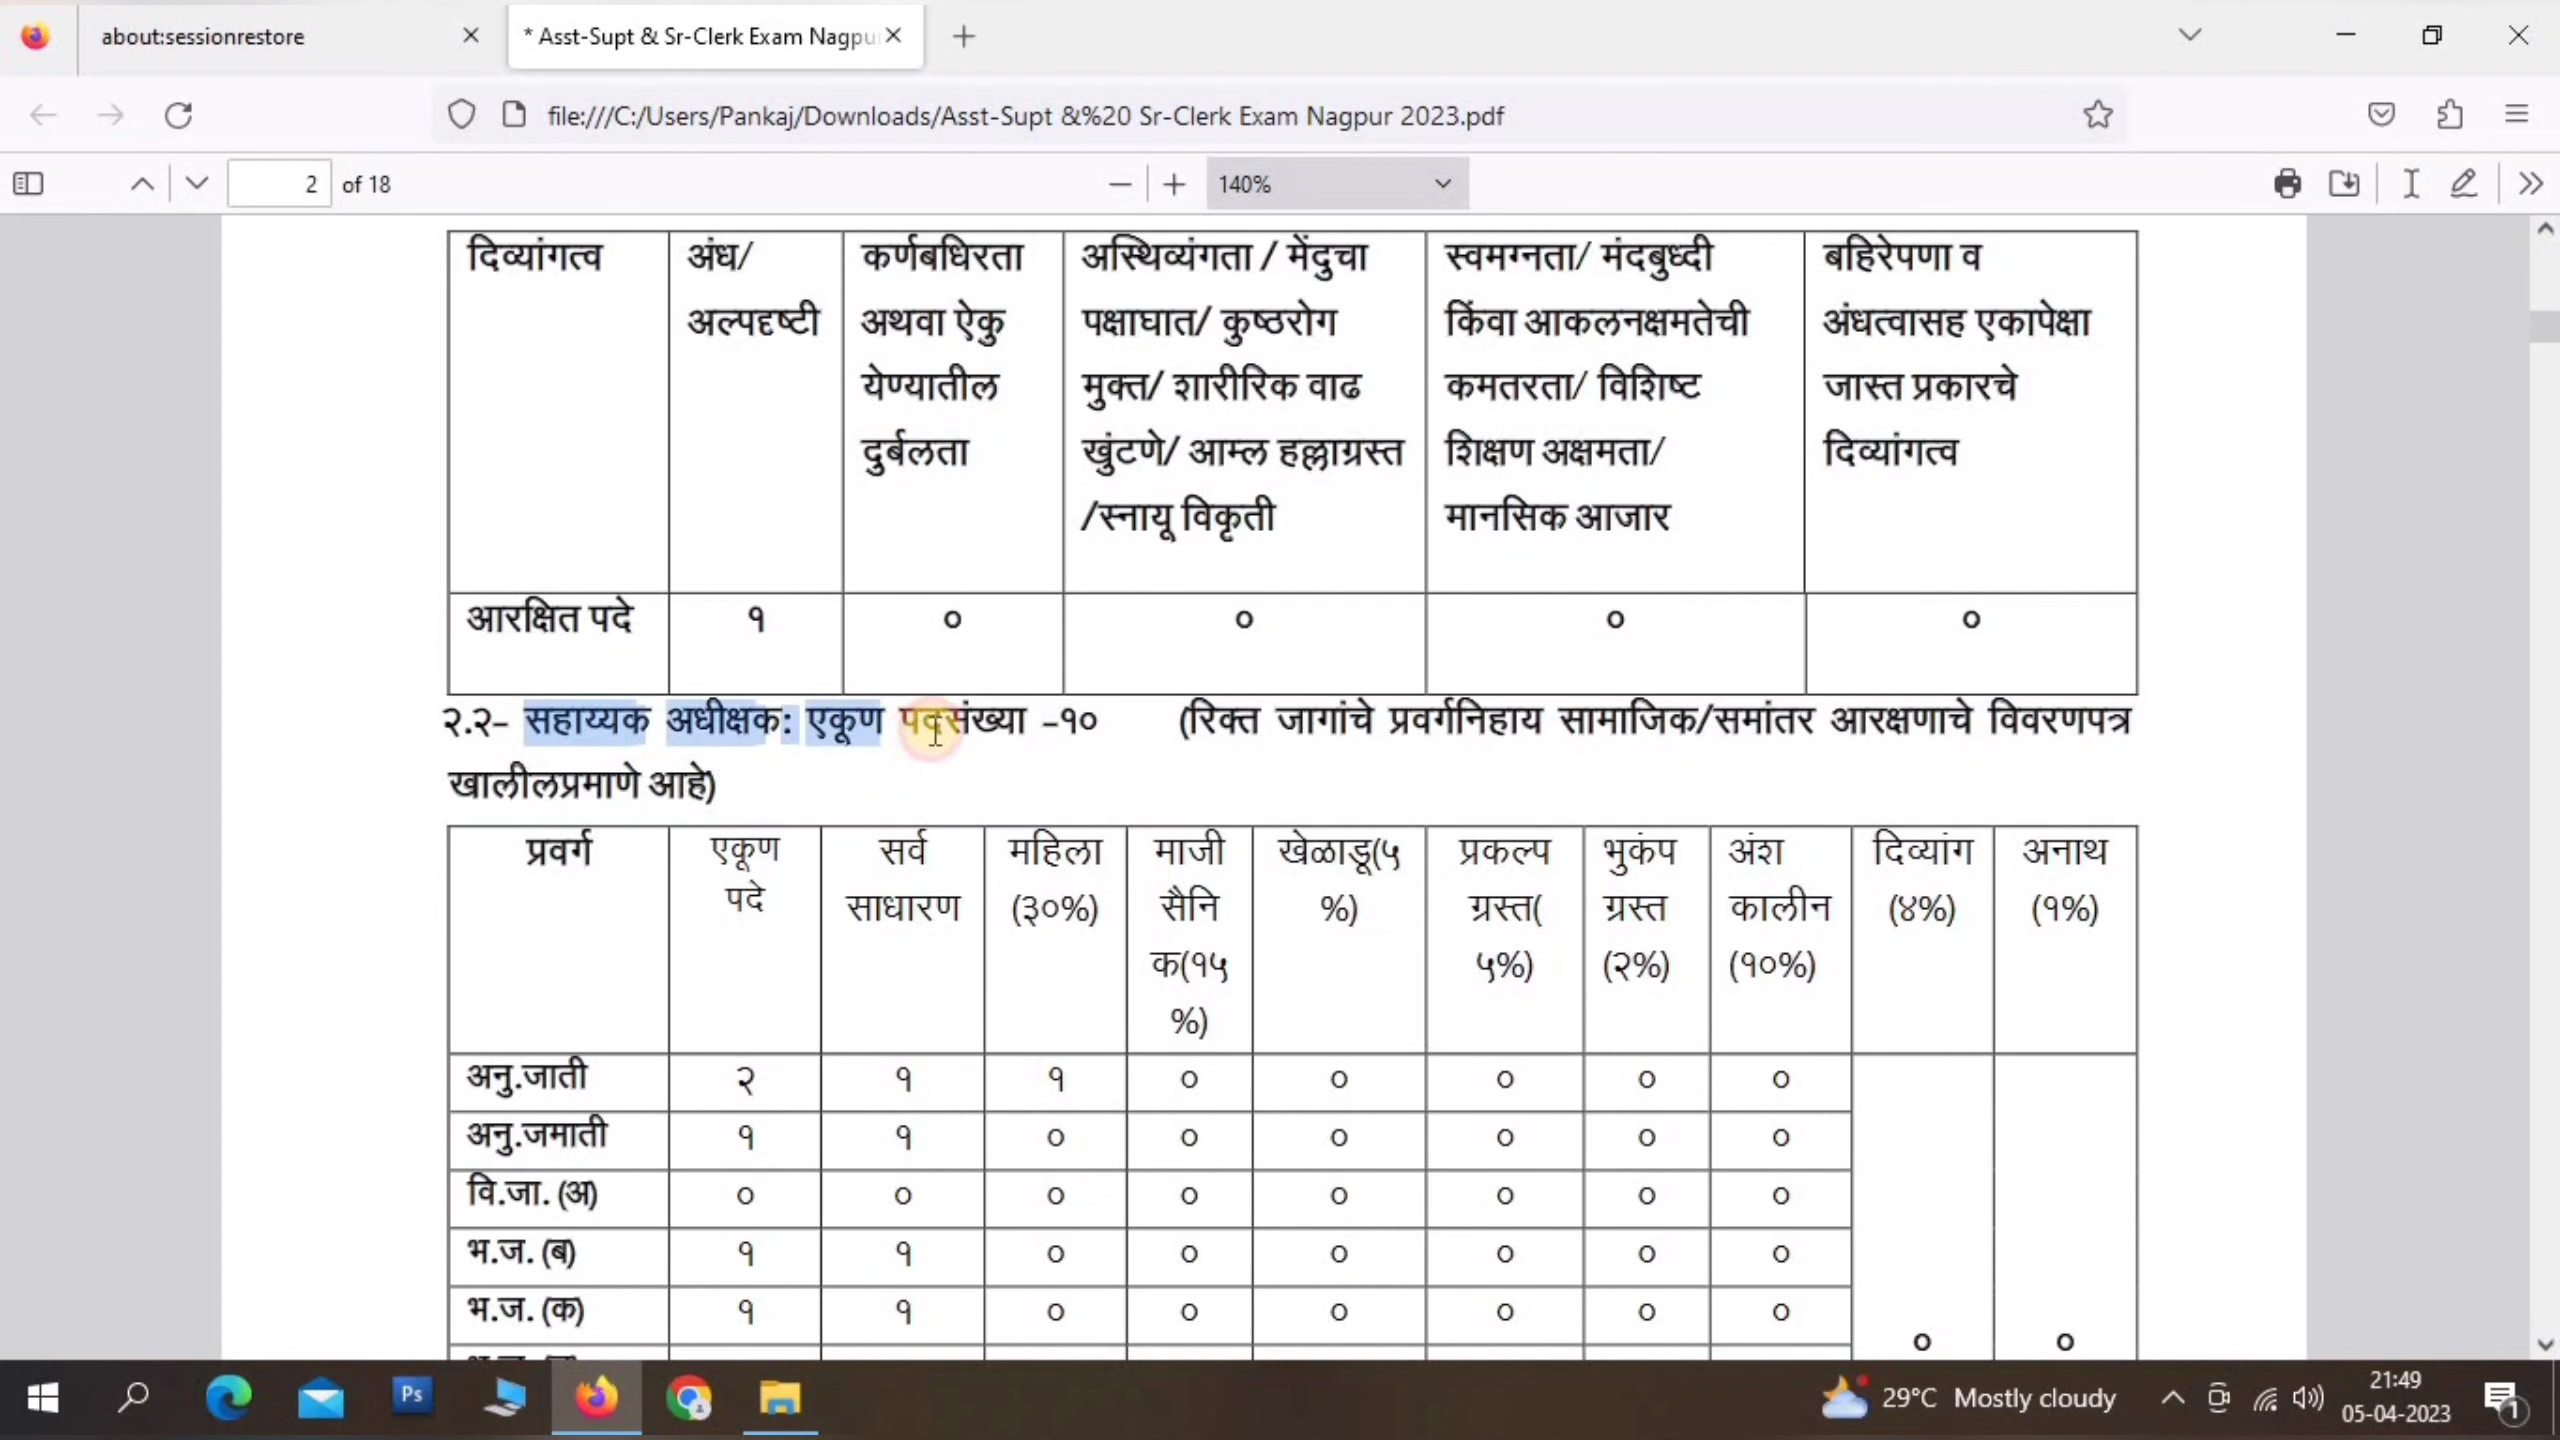 about:sessionrestore
* Asst-Supt & Sr-Clerk Exam Nagpu
file:///C:/Users/Pankaj/Downloads/Asst-Supt &%20 Sr-Clerk Exam Nagpur 2023.pdf
2 of 18
140%
दिव्यांगत्व अंध/ कर्णबधिरता अस्थिव्यंगता / मेंदुचा स्वमग्नता/ मंदबुध्दी बहिरेपणा व
अल्पदृष्टी अथवा ऐकु पक्षाघात/ कुष्ठरोग किंवा आकलनक्षमतेची अंधत्वासह एकापेक्षा
येण्यातील मुक्त/ शारीरिक वाढ कमतरता/ विशिष्ट जास्त प्रकारचे
दुर्बलता खुंटणे/ आम्ल हल्लाग्रस्त शिक्षण अक्षमता/ दिव्यांगत्व
/स्नायू विकृती मानसिक आजार
आरक्षित पदे १ ० ० ० ०
२.२- सहाय्यक अधीक्षक: एकूण पदसंख्या -१० (रिक्त जागांचे प्रवर्गनिहाय सामाजिक/समांतर आरक्षणाचे विवरणपत्र
खालीलप्रमाणे आहे)
प्रवर्ग एकूण सर्व महिला माजी खेळाडू(५ प्रकल्प भुकंप अंश दिव्यांग अनाथ
पदे साधारण (३०%) सैनि %) ग्रस्त( ग्रस्त कालीन (४%) (१%)
क(१५ ५%) (२%) (१०%)
%)
अनु.जाती २ १ १ ० ० ० ० ०
अनु.जमाती १ १ ० ० ० ० ० ०
वि.जा. (अ) ० ० ० ० ० ० ० ०
भ.ज. (ब) १ १ ० ० ० ० ० ०
भ.ज. (क) १ १ ० ० ० ० ० ०
० ०
Ps
29°C Mostly cloudy
21:49
05-04-2023
1